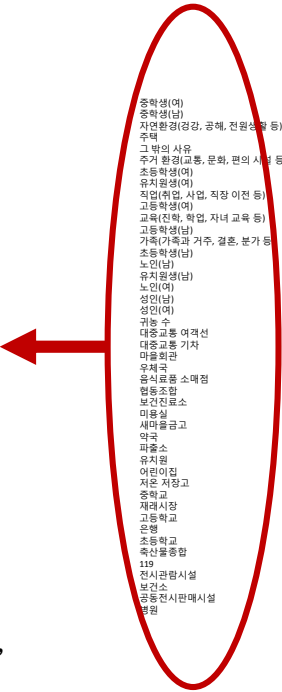 중학생(여)
중학생(남)
자연환경(겅강, 공해, 전원생활 등)
주택
그 밖의 사유
주거 환경(교통, 문화, 편의 시설 등
초등학생(여)
유치원생(여)
직업(취업, 사업, 직장 이전 등)
고등학생(여)
교육(진학, 학업, 자녀 교육 등)
고등학생(남)
가족(가족과 거주, 결혼, 분가 등
초등학생(남)
노인(남)
유치원생(남)
노인(여)
성인(남)
성인(여)
귀농 수
대중교통 여객선
대중교통 기차
마을회관
우체국
음식료품 소매점
협동조합
보건진료소
미용실
새마을금고
약국
파출소
유치원
어린이집
저온 저장고
중학교
재래시장
고등학교
은행
초등학교
축산물종합
119
전시관람시설
보건소
공동전시판매시설
병원
,